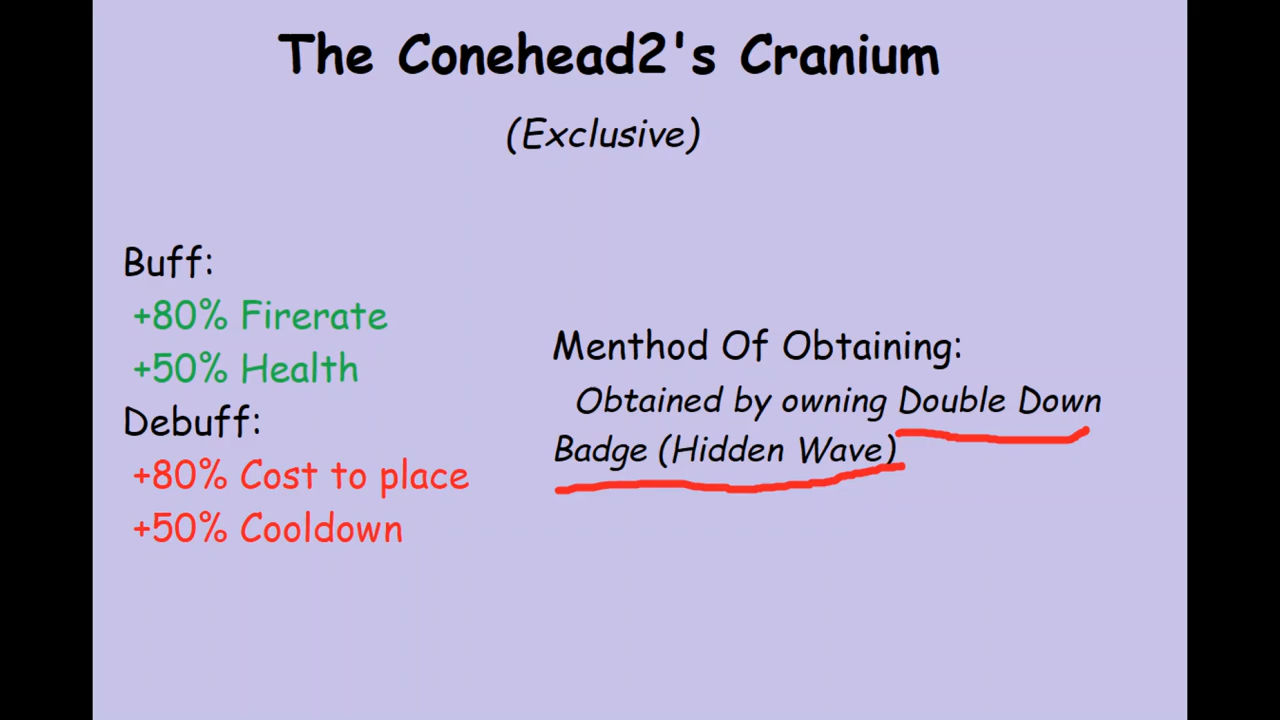 The Conehead2's Cranium
(Exclusive)
Buff:
+80% Firerate
+50% Health
Debuff:
+80% Cost to place
+50% Cooldown
Menthod Of Obtaining:
Obtained by owning Double Down
Badge (Hidden Wave)